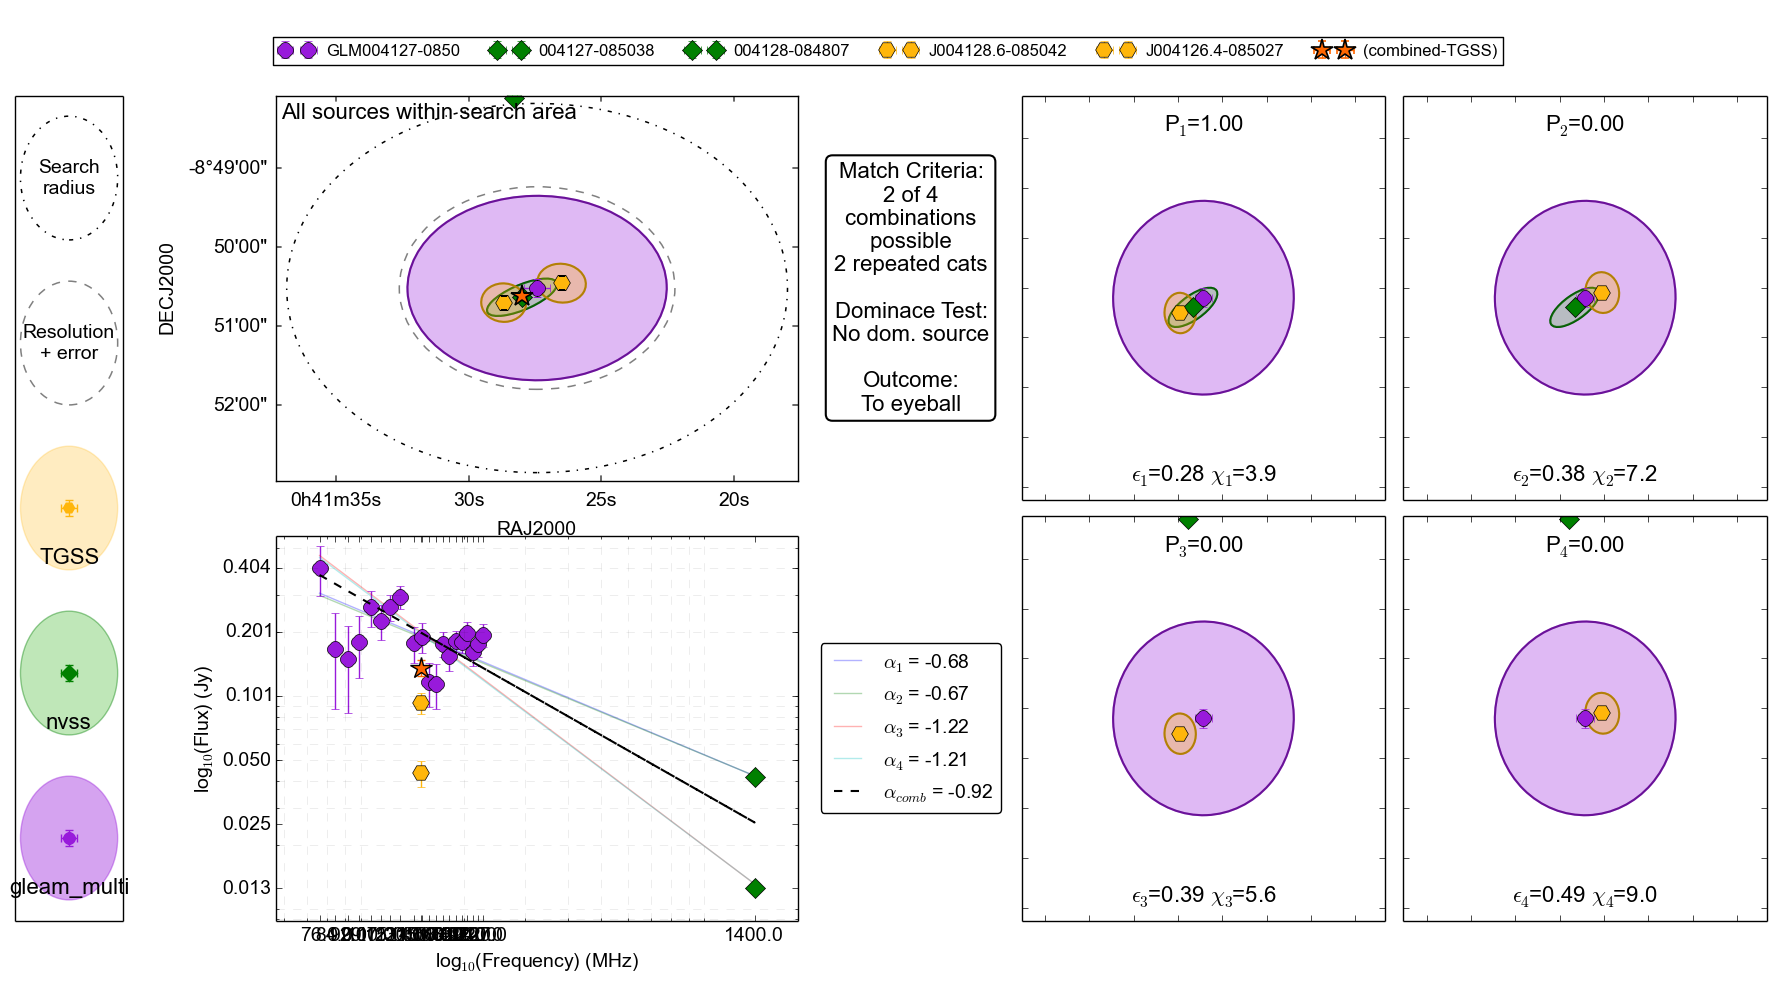 GLM004127-0850 004127-085038 004128-084807 J004128.6-085042 J004126.4-085027 (combined-TGSS)
Search
radius
Resolution
+ error
TGSS
nvss
gleam_multi
All sources within search area
DECJ2000
-8°49'00"
50'00"
51'00"
52'00"
0h41m35s 30s 25s 20s
RAJ2000
Match Criteria:
2 of 4
combinations
possible
2 repeated cats
Dominace Test:
No dom. source
Outcome:
To eyeball
P1=1.00
ϵ1=0.28 χ1=3.9
P2=0.00
ϵ2=0.38 χ2=7.2
P3=0.00
ϵ3=0.39 χ3=5.6
P4=0.00
ϵ4=0.49 χ4=9.0
log10(Flux) (Jy)
0.404
0.201
0.101
0.050
0.025
0.013
1400.0
log10(Frequency) (MHz)
α1 = -0.68
α2 = -0.67
α3 = -1.22
α4 = -1.21
αcomb = -0.92